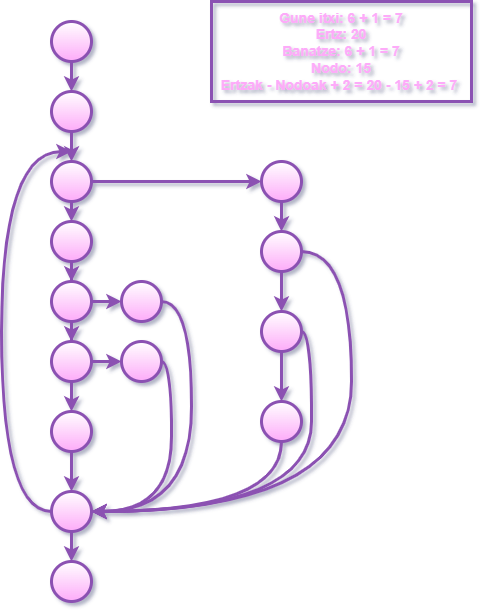 Gune itxi: 6 + 1 = 7
Ertz: 20
Banatze: 6 + 1 = 7
Nodo: 15
Ertzak - Nodoak + 2 = 20 - 15 + 2 = 7